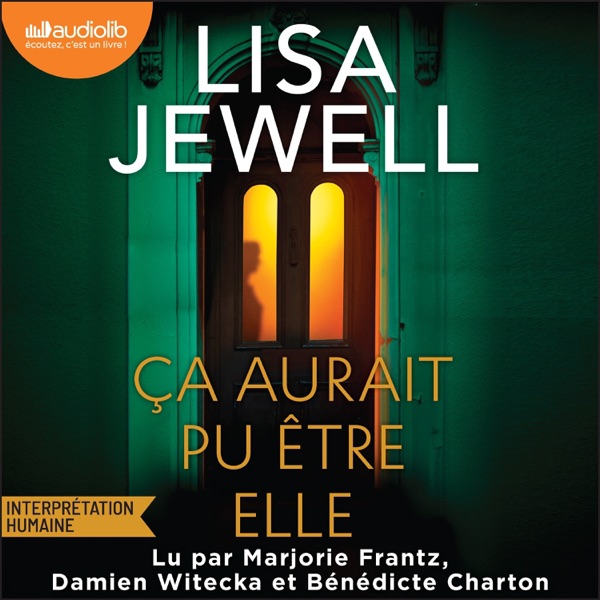 audiolib
écoutez, c'est un livre !
LISA
JEWELL
ÇA AURAIT
PU ÊTRE
ELLE
INTERPRÉTATION
HUMAINE
Lu par Marjorie Frantz,
Damien Witecka et Bénédicte Charton